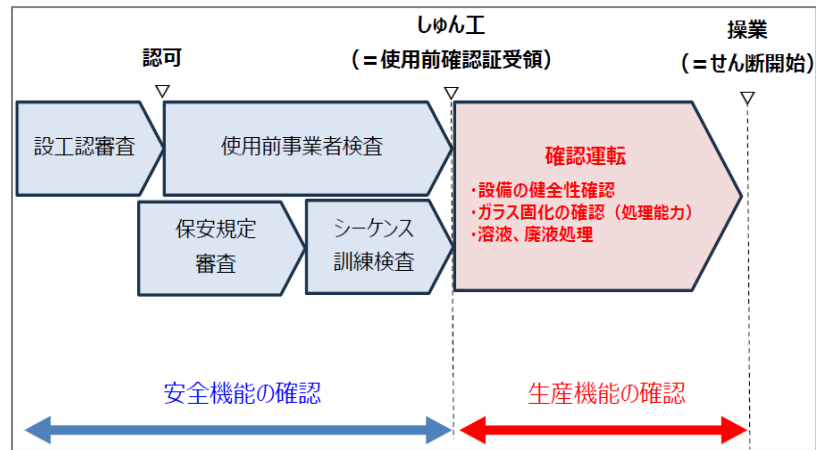 しゅん工
(＝使用前確認証受領)
操業
(＝せん断開始)
認可
設工認審査
使用前事業者検査
確認運転
・設備の健全性確認
・ガラス固化の確認（処理能力）
・溶液、廃液処理
保安規定
審査
シーケンス
訓練検査
安全機能の確認
生産機能の確認